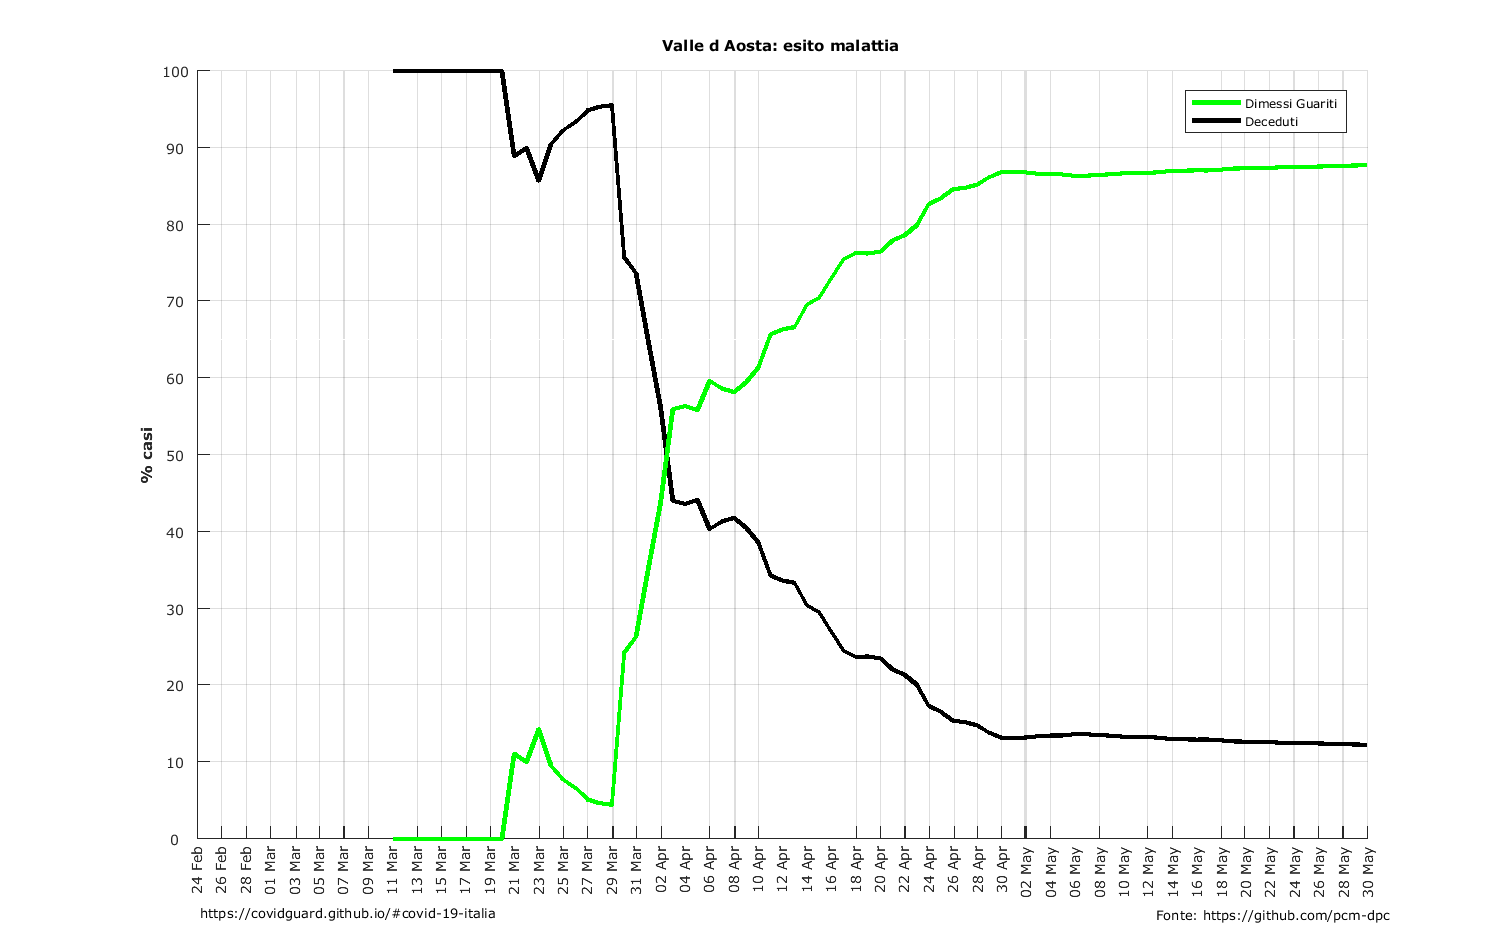 Valle d Aosta: esito malattia
Dimessi Guariti
Deceduti
% casi
100
90
80
70
60
50
40
30
20
10
0
24 Feb
26 Feb
28 Feb
01 Mar
03 Mar
05 Mar
07 Mar
09 Mar
11 Mar
13 Mar
15 Mar
17 Mar
19 Mar
21 Mar
23 Mar
25 Mar
27 Mar
29 Mar
31 Mar
02 Apr
04 Apr
06 Apr
08 Apr
10 Apr
12 Apr
14 Apr
16 Apr
18 Apr
20 Apr
22 Apr
24 Apr
26 Apr
28 Apr
30 Apr
02 May
04 May
06 May
08 May
10 May
12 May
14 May
16 May
18 May
20 May
22 May
24 May
26 May
28 May
30 May
https://covidguard.github.io/#covid-19-italia
Fonte: https://github.com/pcm-dpc